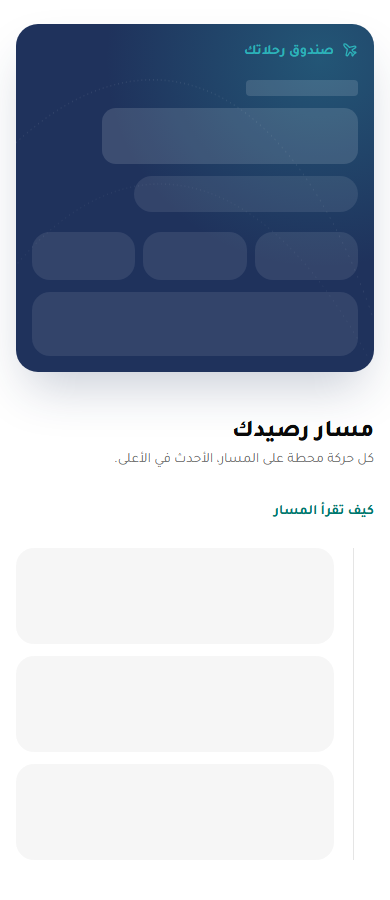 صندوق رحلاتك
مسار رصيدك
كل حركة محطة على المسار، الأحدث في الأعلى.
كيف تقرأ المسار